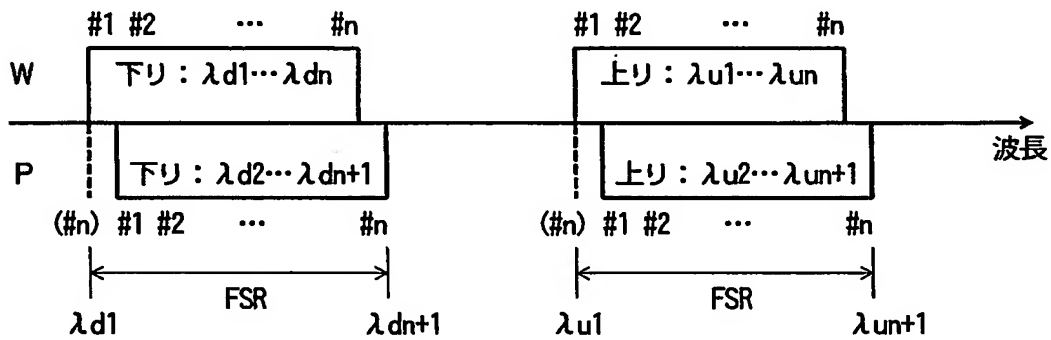 #1 #2 … #n #1 #2 … #n
W 下り：λd1…λdn 上り：λu1…λun
波長
P 下り：λd2…λdn+1 上り：λu2…λun+1
(#n) #1 #2 … #n (#n) #1 #2 … #n
FSR FSR
λd1 λdn+1 λu1 λun+1